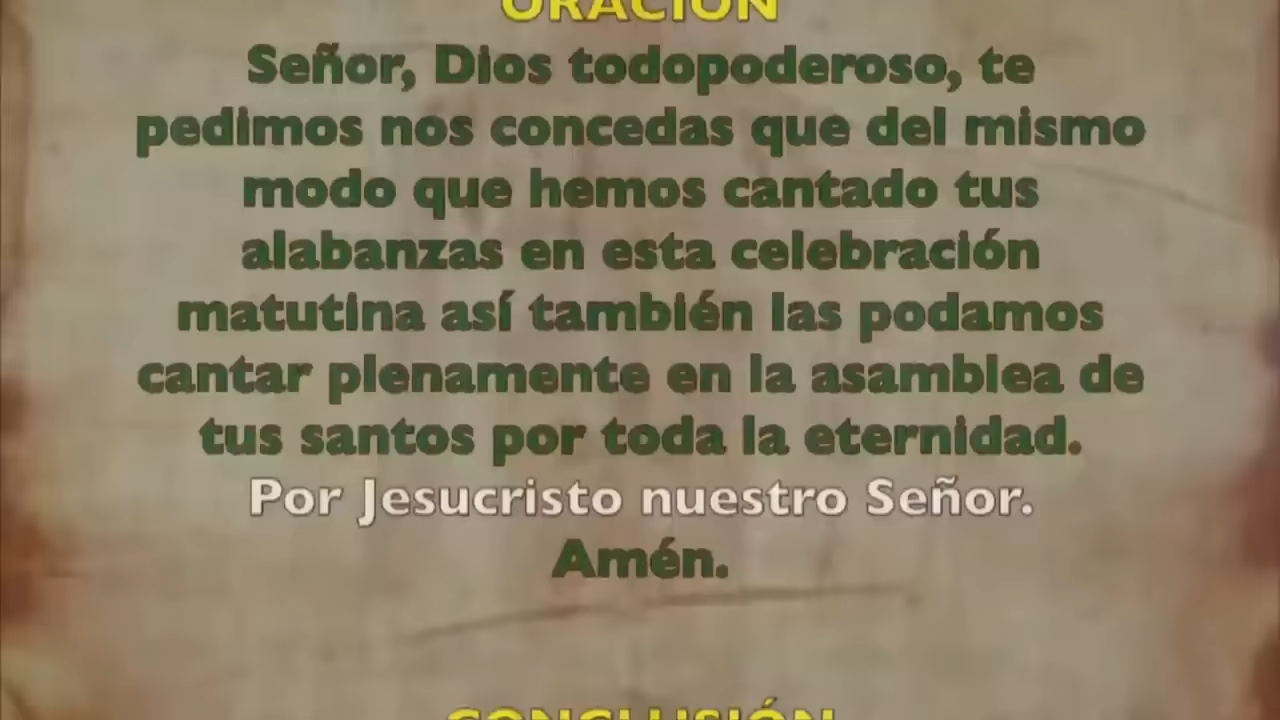 ORACIÓN
Señor, Dios todopoderoso, te
pedimos nos concedas que del mismo
modo que hemos cantado tus
alabanzas en esta celebración
matutina así también las podamos
cantar plenamente en la asamblea de
tus santos por toda la eternidad.
Por Jesucristo nuestro Señor.
Amén.
CONCLUSIÓN